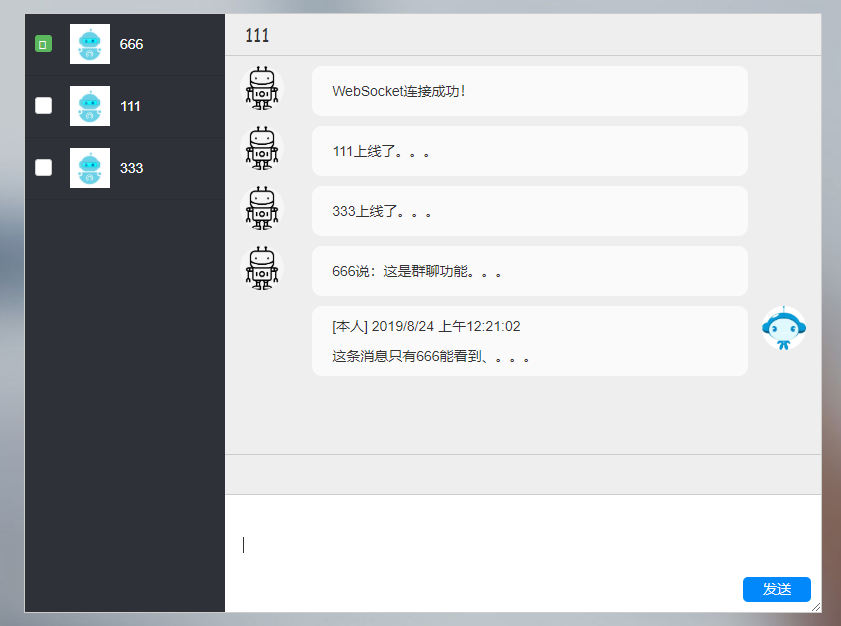 666
111
333
111
WebSocket连接成功！
111上线了。。。
333上线了。。。
666说：这是群聊功能。。。
[本人] 2019/8/24 上午12:21:02
这条消息只有666能看到、。。。
发送